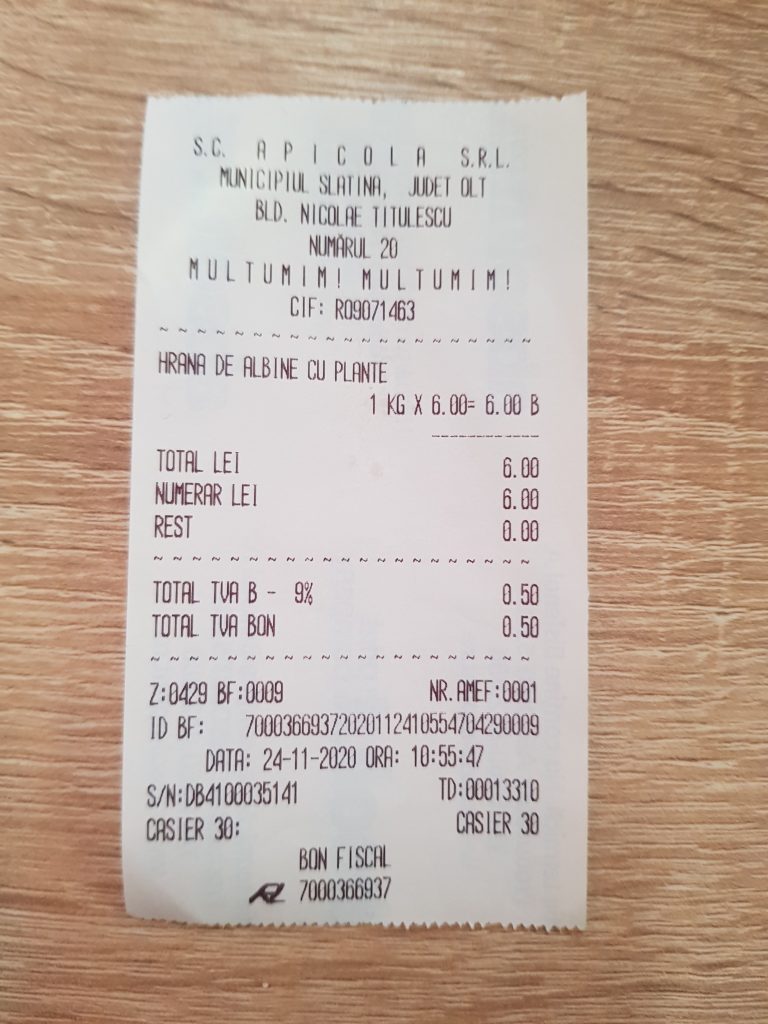 S.C. A P I C O L A S.R.L.
MUNICIPIUL SLATINA, JUDET OLT
BLD. NICOLAE TITULESCU
NUMĂRUL 20
M U L T U M I M ! M U L T U M I M !
CIF: RO9071463
~ ~ ~ ~ ~ ~ ~ ~ ~ ~ ~ ~ ~ ~ ~ ~ ~ ~ ~ ~
HRANA DE ALBINE CU PLANTE
1 KG X 6.00= 6.00 B
------------
TOTAL LEI 6.00
NUMERAR LEI 6.00
REST 0.00
~ ~ ~ ~ ~ ~ ~ ~ ~ ~ ~ ~ ~ ~ ~ ~ ~ ~ ~ ~
TOTAL TVA B - 9% 0.50
TOTAL TVA BON 0.50
~ ~ ~ ~ ~ ~ ~ ~ ~ ~ ~ ~ ~ ~ ~ ~ ~ ~ ~ ~
Z:0429 BF:0009 NR.AMEF:0001
ID BF: 70003669372020112410554704290009
DATA: 24-11-2020 ORA: 10:55:47
S/N:DB4100035141 TD:00013310
CASIER 30: CASIER 30
BON FISCAL
7000366937